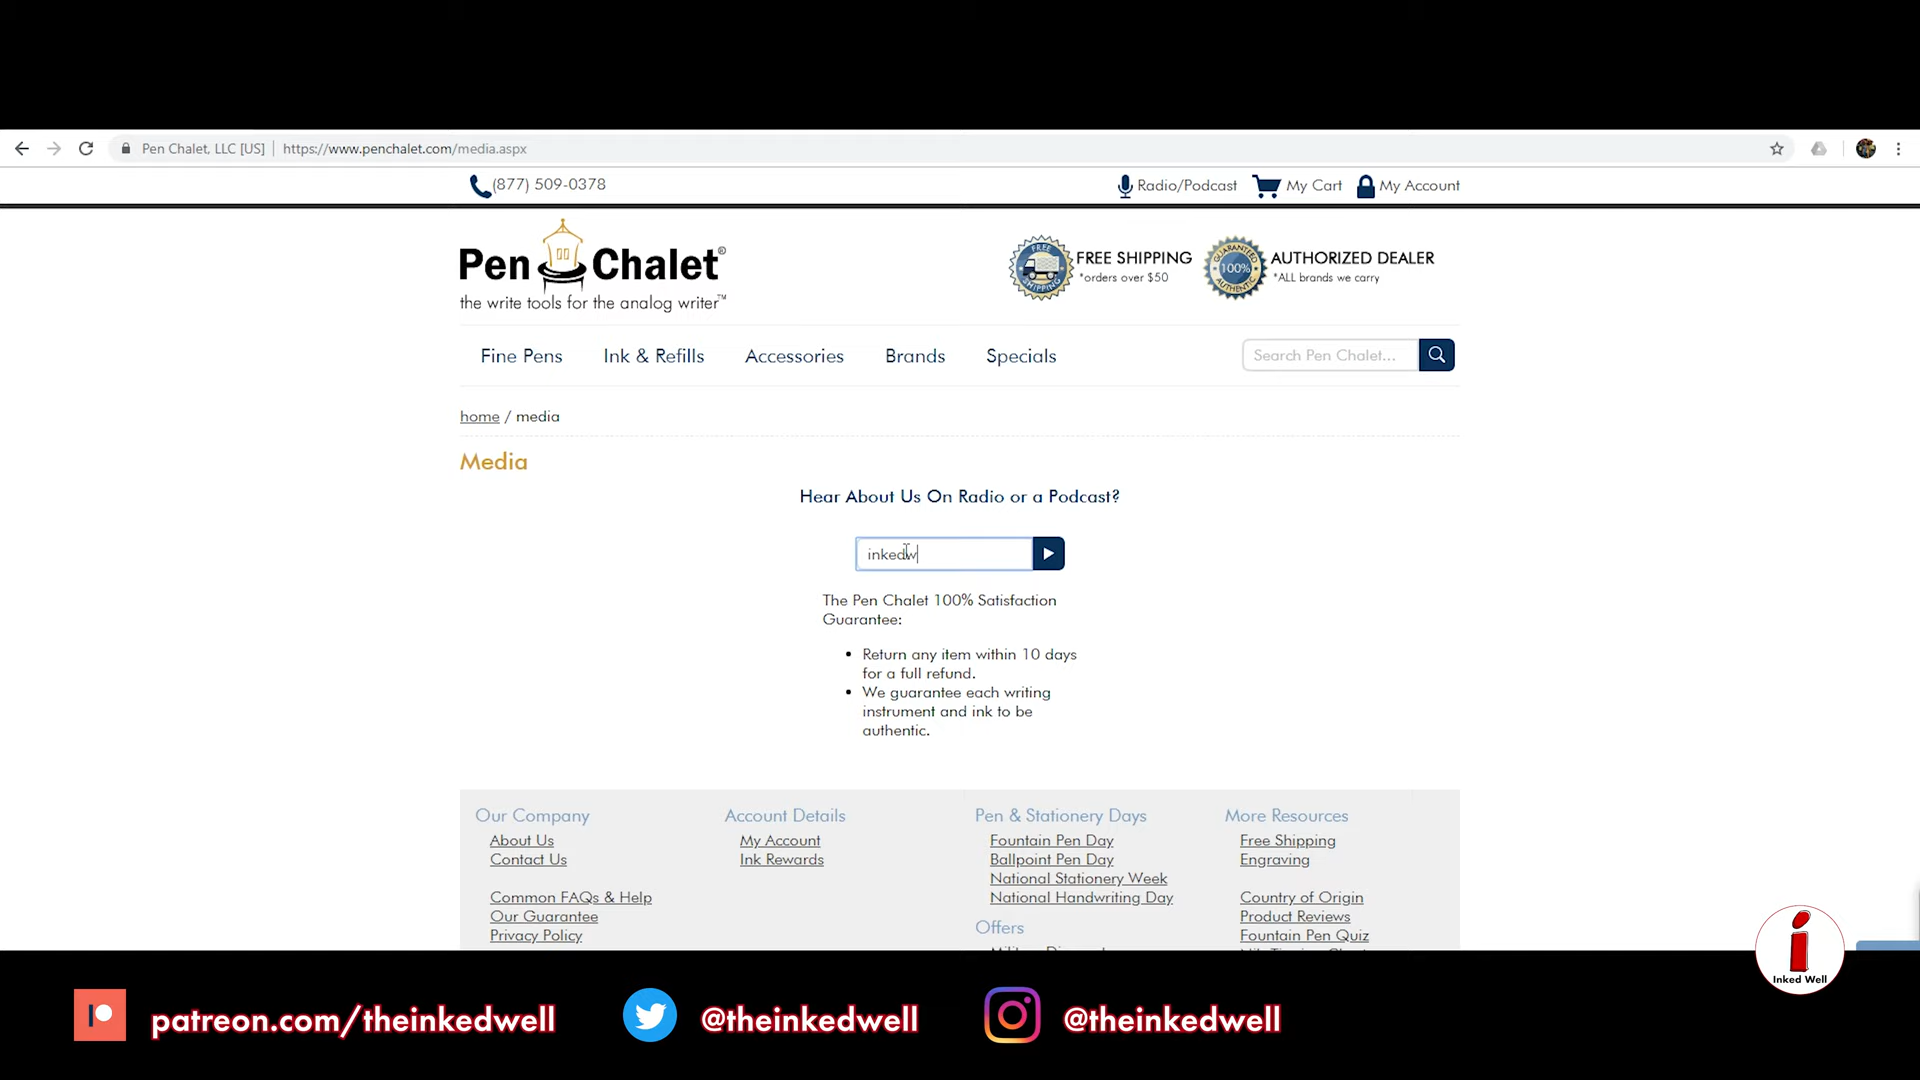 Pen Chalet, LLC [US] | https://www.penchalet.com/media.aspx
(877) 509-0378
Radio/Podcast My Cart My Account
Pen Chalet®
the write tools for the analog writer™
FREE SHIPPING
FREE SHIPPING
*orders over $50
GUARANTEED
100%
AUTHENTIC
AUTHORIZED DEALER
*ALL brands we carry
Fine Pens Ink & Refills Accessories Brands Specials
Search Pen Chalet...
home / media
Media
Hear About Us On Radio or a Podcast?
inkedw
The Pen Chalet 100% Satisfaction
Guarantee:
• Return any item within 10 days
for a full refund.
• We guarantee each writing
instrument and ink to be
authentic.
Our Company
About Us
Contact Us
Common FAQs & Help
Our Guarantee
Privacy Policy
Account Details
My Account
Ink Rewards
Pen & Stationery Days
Fountain Pen Day
Ballpoint Pen Day
National Stationery Week
National Handwriting Day
Offers
More Resources
Free Shipping
Engraving
Country of Origin
Product Reviews
Fountain Pen Quiz
i
Inked Well
patreon.com/theinkedwell
@theinkedwell
@theinkedwell